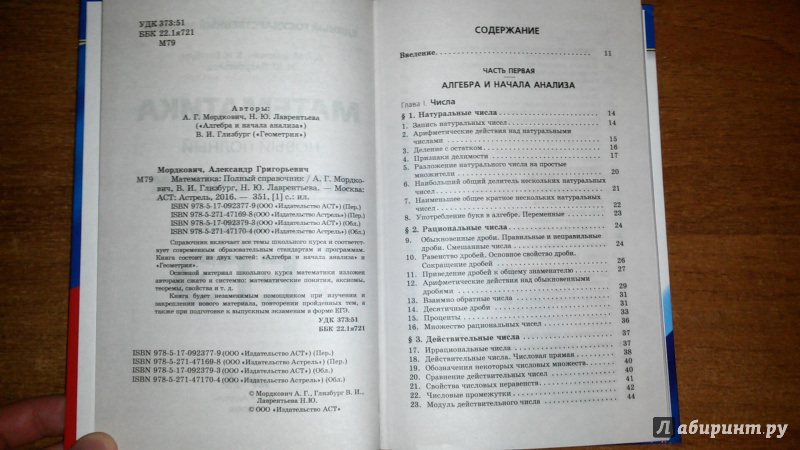 УДК 373:51
ББК 22.1я721
М79
Авторы:
А. Г. Мордкович, Н. Ю. Лаврентьева
(«Алгебра и начала анализа»)
В. И. Глизбург («Геометрия»)
Мордкович, Александр Григорьевич
М79 Математика: Полный справочник / А. Г. Мордко-
вич, В. И. Глизбург, Н. Ю. Лаврентьева. — Москва:
АСТ: Астрель, 2016. — 351, [1] с.: ил.
ISBN 978-5-17-092377-9 (ООО «Издательство АСТ») (Пер.)
ISBN 978-5-271-47169-8 (ООО «Издательство Астрель») (Пер.)
ISBN 978-5-17-092379-3 (ООО «Издательство АСТ») (Обл.)
ISBN 978-5-271-47170-4 (ООО «Издательство Астрель») (Обл.)
Справочник включает все темы школьного курса и соответст-
вует современным образовательным стандартам и программам.
Книга состоит из двух частей: «Алгебра и начала анализа» и
«Геометрия».
Основной материал школьного курса математики изложен
авторами сжато и системно: математические понятия, аксиомы,
теоремы, свойства и т. д.
Книга будет незаменимым помощником при изучении и
закреплении нового материала, повторении пройденных тем, а
также при подготовке к выпускным экзаменам в форме ЕГЭ.
УДК 373:51
ББК 22.1я721
ISBN 978-5-17-092377-9 (ООО «Издательство АСТ») (Пер.)
ISBN 978-5-271-47169-8 (ООО «Издательство Астрель») (Пер.)
ISBN 978-5-17-092379-3 (ООО «Издательство АСТ») (Обл.)
ISBN 978-5-271-47170-4 (ООО «Издательство Астрель») (Обл.)
© Мордкович А. Г., Глизбург В. И.,
Лаврентьева Н.Ю.
© ООО «Издательство АСТ»
СОДЕРЖАНИЕ
Введение 11
ЧАСТЬ ПЕРВАЯ
АЛГЕБРА И НАЧАЛА АНАЛИЗА
Глава I. Числа
§ 1. Натуральные числа 14
1. Запись натуральных чисел 14
2. Арифметические действия над натуральными
числами 15
3. Деление с остатком 16
4. Признаки делимости 17
5. Разложение натурального числа на простые
множители 20
6. Наибольший общий делитель нескольких натуральных
чисел 21
7. Наименьшее общее кратное нескольких натуральных
чисел 22
8. Употребление букв в алгебре. Переменные 23
§ 2. Рациональные числа 24
9. Обыкновенные дроби. Правильные и неправильные
дроби. Смешанные числа 24
10. Равенство дробей. Основное свойство дроби.
Сокращение дробей 26
11. Приведение дробей к общему знаменателю 27
12. Арифметические действия над обыкновенными
дробями 29
13. Взаимно обратные числа 31
14. Десятичные дроби 31
15. Проценты 35
16. Множество рациональных чисел 36
§ 3. Действительные числа 37
17. Иррациональные числа 37
18. Действительные числа. Числовая прямая 38
19. Обозначения некоторых числовых множеств 40
20. Сравнение действительных чисел 40
21. Свойства числовых неравенств 41
22. Числовые промежутки 42
23. Модуль действительного числа 44
Лабиринт.ру